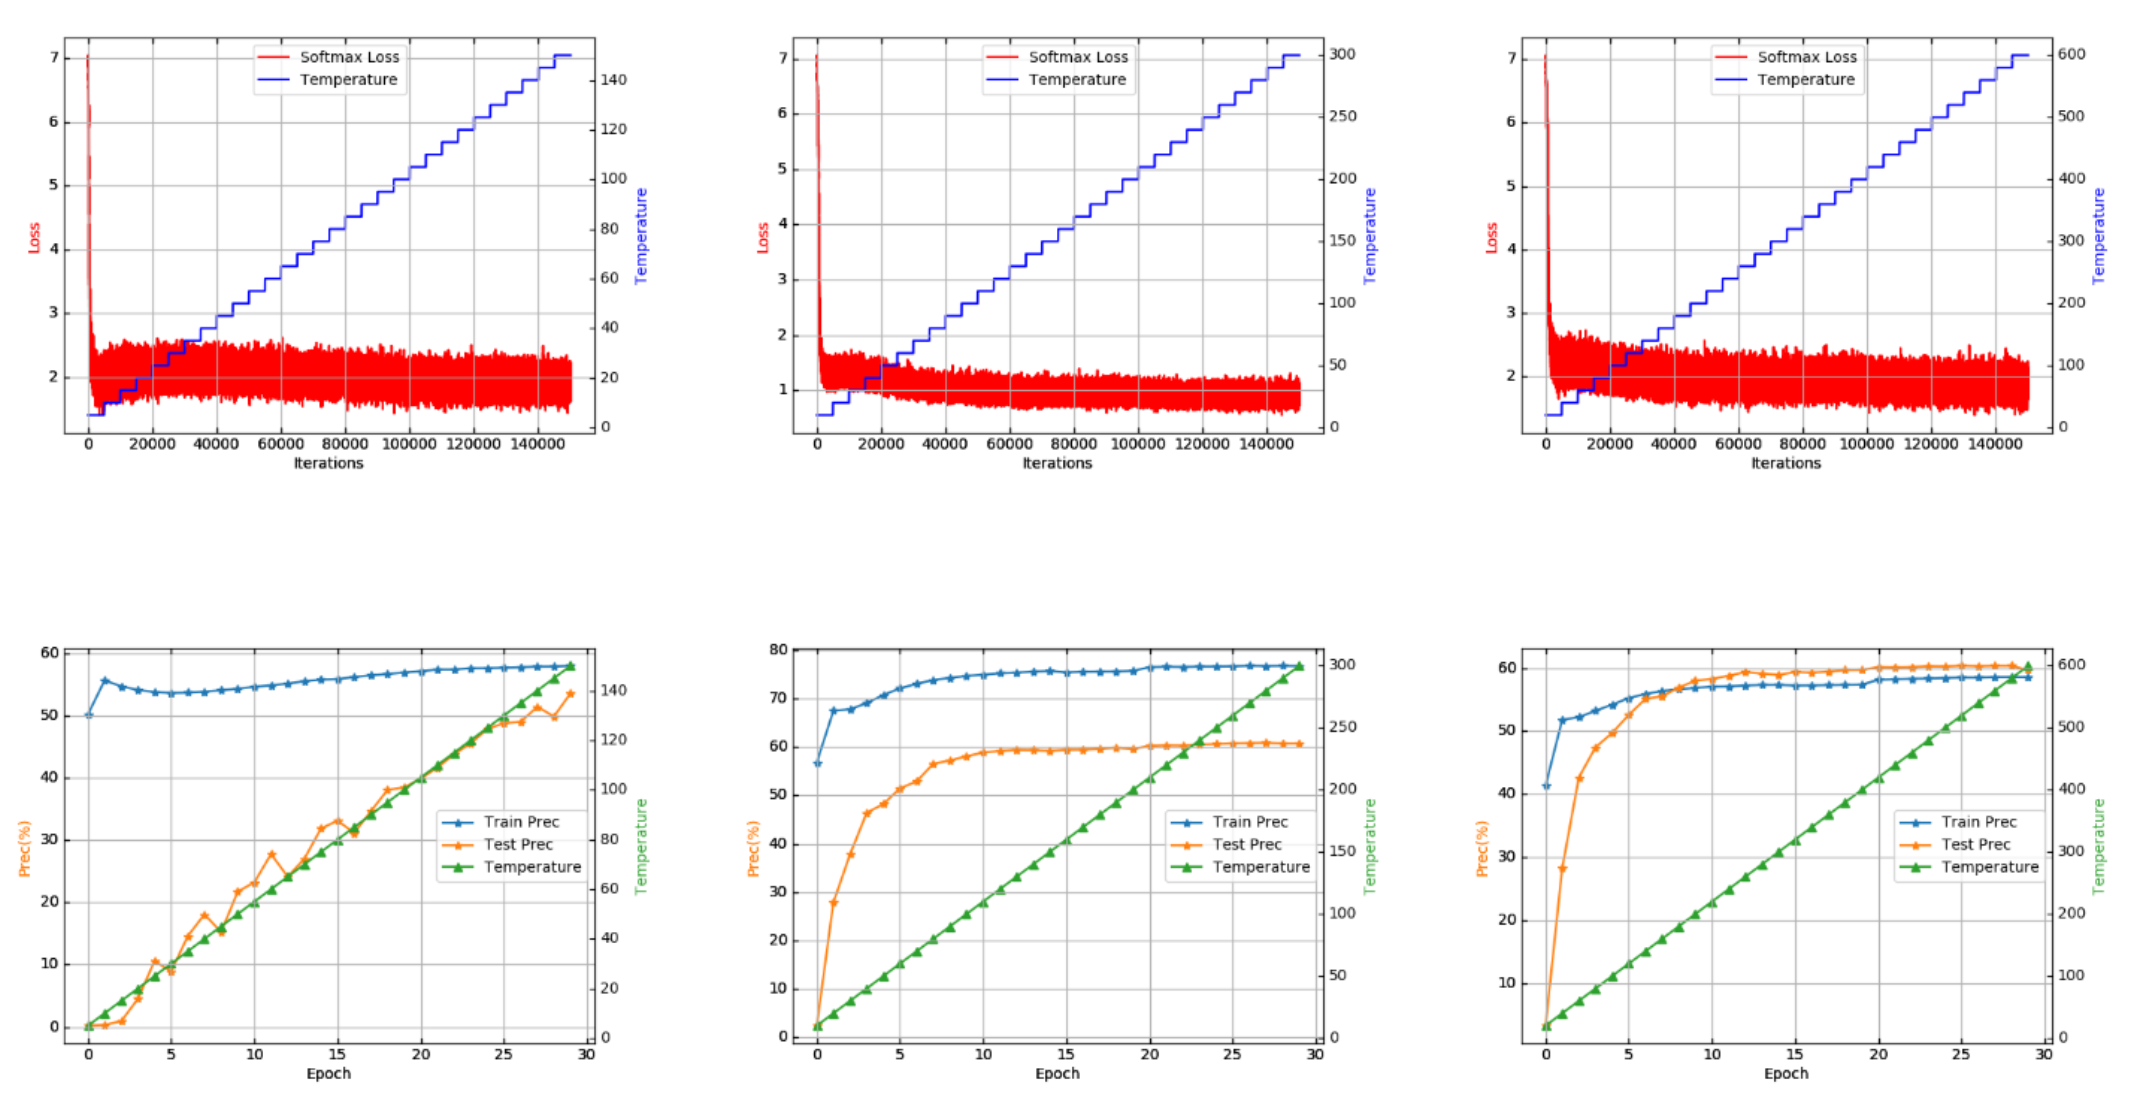 7
6
5
4
3
2
Loss
Softmax Loss
Temperature
140
120
100
80
60
40
20
0
Temperature
0 20000 40000 60000 80000 100000 120000 140000
Iterations
7
6
5
4
3
2
1
Loss
Softmax Loss
Temperature
300
250
200
150
100
50
0
Temperature
0 20000 40000 60000 80000 100000 120000 140000
Iterations
7
6
5
4
3
2
Loss
Softmax Loss
Temperature
600
500
400
300
200
100
0
Temperature
0 20000 40000 60000 80000 100000 120000 140000
Iterations
60
50
40
30
20
10
0
Prec(%)
Train Prec
Test Prec
Temperature
140
120
100
80
60
40
20
0
Temperature
0 5 10 15 20 25 30
Epoch
80
70
60
50
40
30
20
10
0
Prec(%)
Train Prec
Test Prec
Temperature
300
250
200
150
100
50
0
Temperature
0 5 10 15 20 25 30
Epoch
60
50
40
30
20
10
Prec(%)
Train Prec
Test Prec
Temperature
600
500
400
300
200
100
0
Temperature
0 5 10 15 20 25 30
Epoch